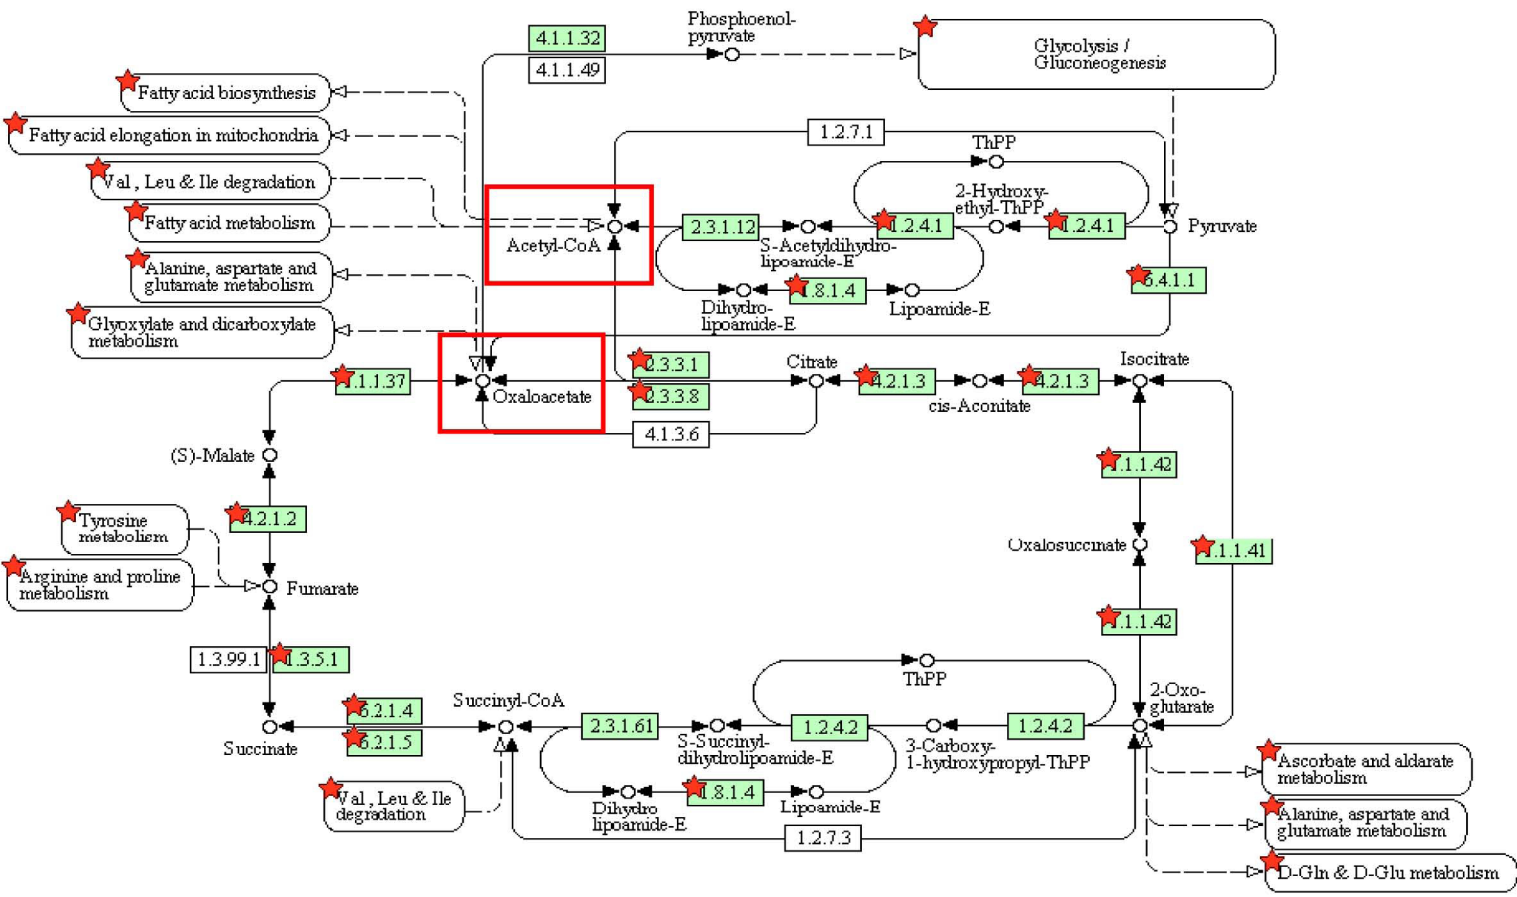 Phosphoenol-
pyruvate
4.1.1.32
4.1.1.49
Glycolysis /
Gluconeogenesis
Fatty acid biosynthesis
Fatty acid elongation in mitochondria
Val , Leu & Ile degradation
Fatty acid metabolism
Alanine, aspartate and
glutamate metabolism
Glyoxylate and dicarboxylate
metabolism
1.2.7.1
ThPP
2-Hydroxy-
ethyl-ThPP
Acetyl-CoA
2.3.1.12
1.2.4.1
1.2.4.1
Pyruvate
S-Acetyldihydro-
lipoamide-E
6.4.1.1
1.8.1.4
Dihydro-
lipoamide-E
Lipoamide-E
1.1.1.37
Oxaloacetate
2.3.3.1
2.3.3.8
4.1.3.6
Citrate
4.2.1.3
cis-Aconitate
4.2.1.3
Isocitrate
(S)-Malate
1.1.1.42
Tyrosine
metabolism
4.2.1.2
Oxalosuccinate
1.1.1.41
Arginine and proline
metabolism
Fumarate
1.1.1.42
1.3.99.1
1.3.5.1
ThPP
2-Oxo-
glutarate
Succinyl-CoA
6.2.1.4
6.2.1.5
Succinate
2.3.1.61
S-Succinyl-
dihydrolipoamide-E
1.2.4.2
3-Carboxy-
1-hydroxypropyl-ThPP
1.2.4.2
Val , Leu & Ile
degradation
Dihydro
lipoamide-E
1.8.1.4
Lipoamide-E
1.2.7.3
Ascorbate and aldarate
metabolism
Alanine, aspartate and
glutamate metabolism
D-Gln & D-Glu metabolism